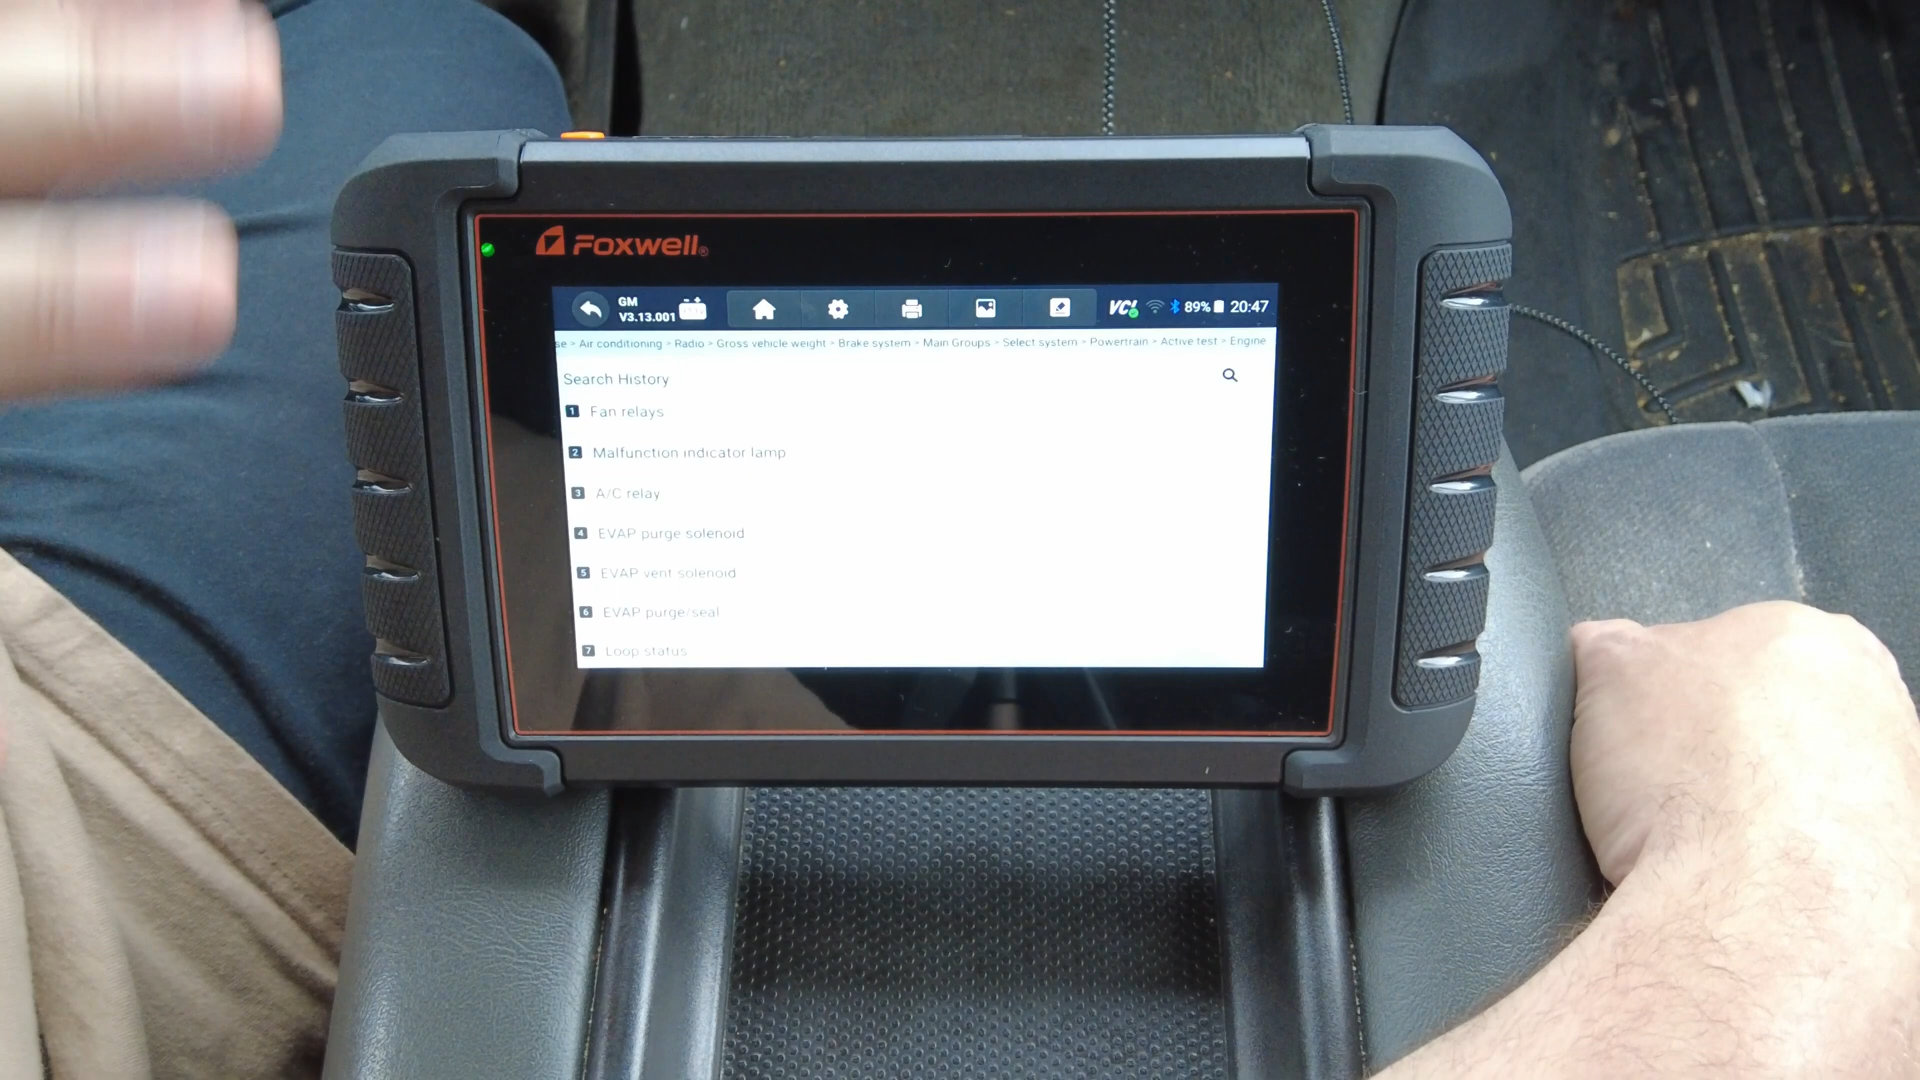 FOXWELL®
GM
V3.13.001
VCI 89% 20:47
se > Air conditioning > Radio > Gross vehicle weight > Brake system > Main Groups > Select system > Powertrain > Active test > Engine
Search History
1 Fan relays
2 Malfunction indicator lamp
3 A/C relay
4 EVAP purge solenoid
5 EVAP vent solenoid
6 EVAP purge/seal
7 Loop status